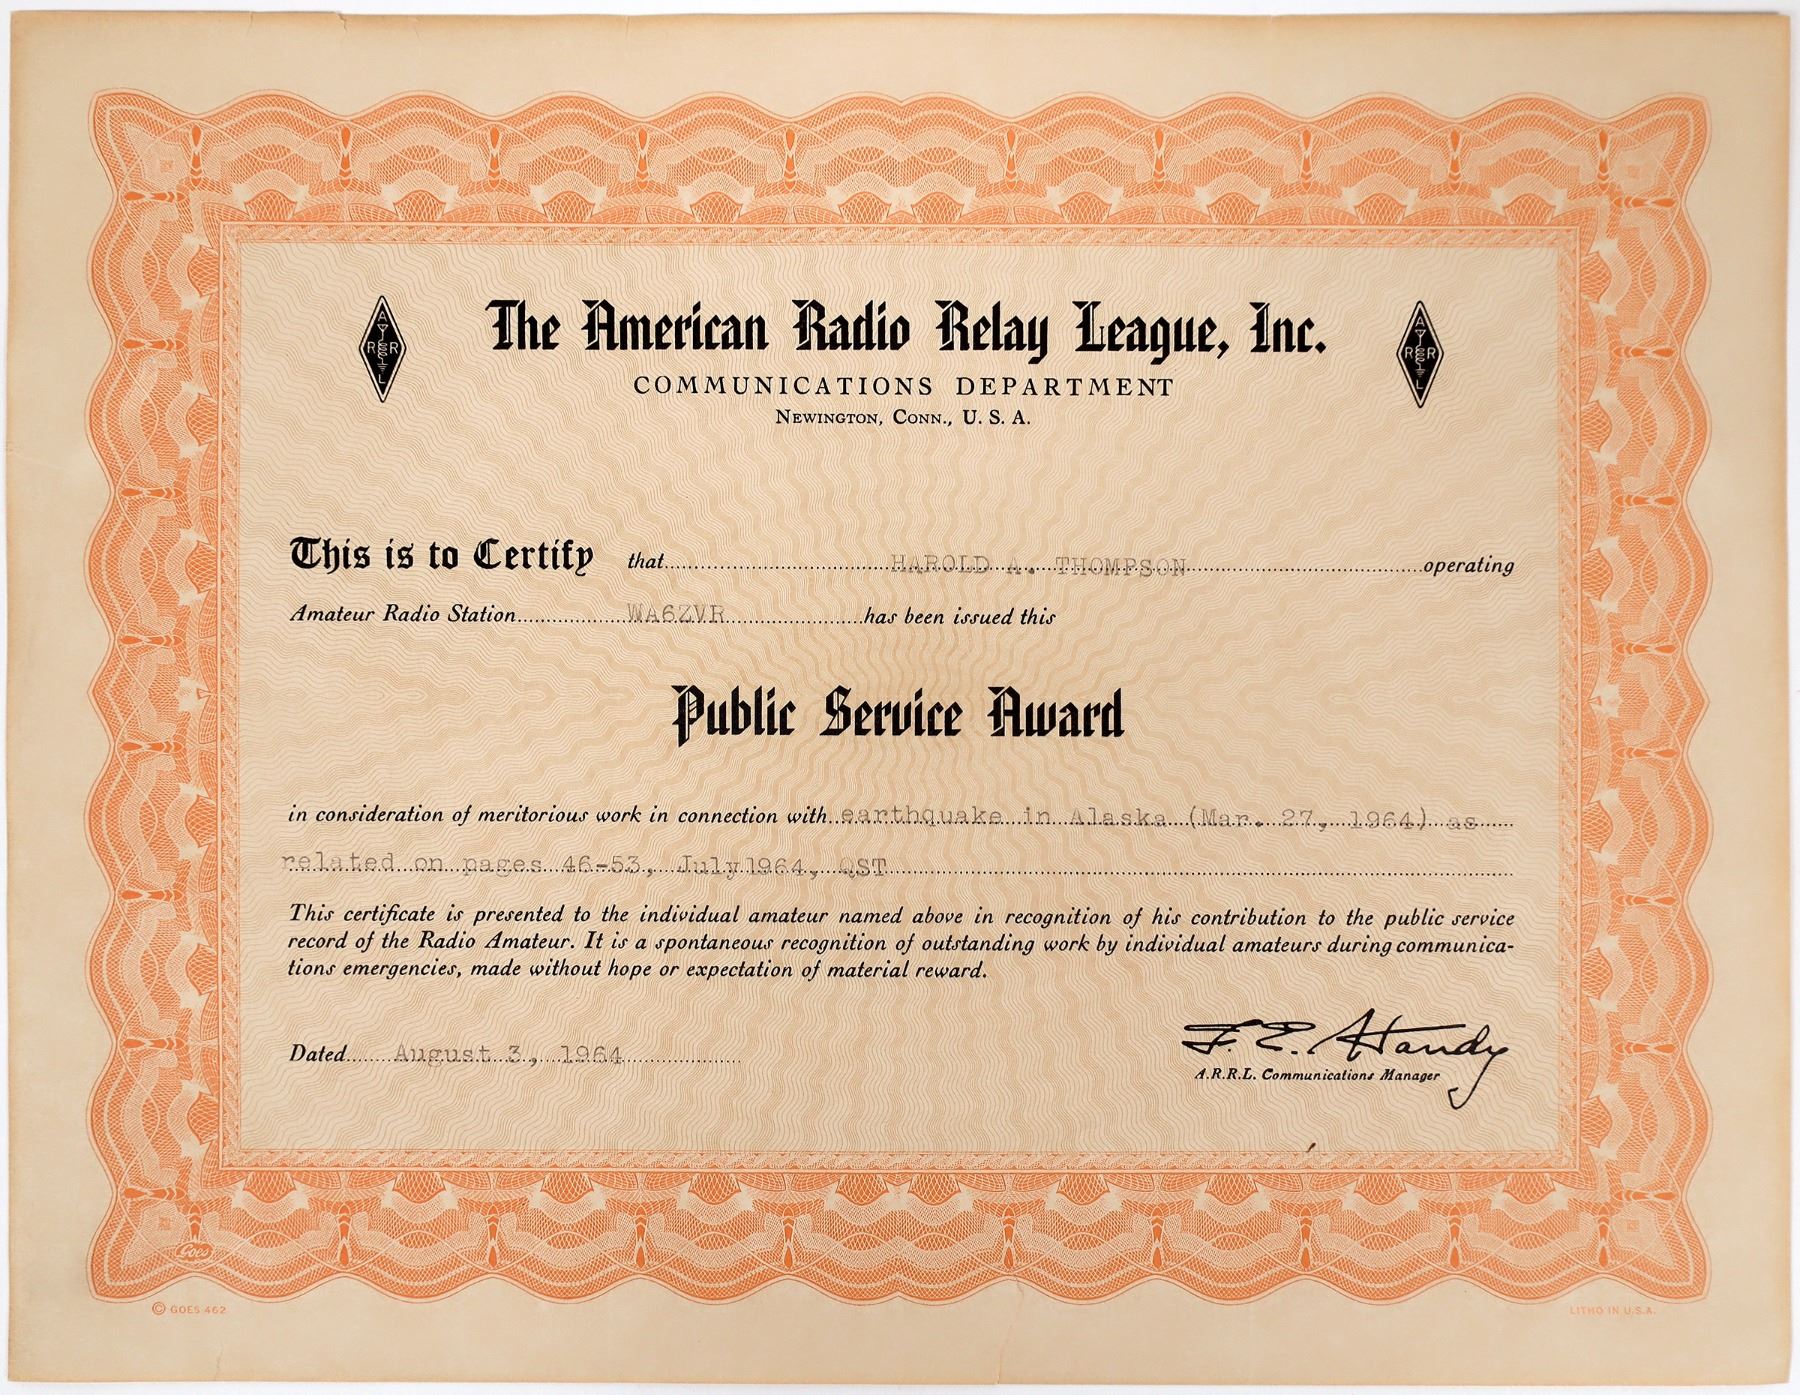 The American Radio Relay League, Inc.
COMMUNICATIONS DEPARTMENT
NEWINGTON, CONN., U. S. A.
A
R R
L
A
R R
L
This is to Certify that HAROLD A. THOMPSON operating
Amateur Radio Station WA6ZVR has been issued this
Public Service Award
in consideration of meritorious work in connection with earthquake in Alaska (Mar. 27, 1964) as
related on pages 46-53, July 1964, QST
This certificate is presented to the individual amateur named above in recognition of his contribution to the public service
record of the Radio Amateur. It is a spontaneous recognition of outstanding work by individual amateurs during communica-
tions emergencies, made without hope or expectation of material reward.
Dated August 3, 1964
F. E. Handy
A.R.R.L. Communications Manager
Goes
© GOES 462
LITHO IN U.S.A.